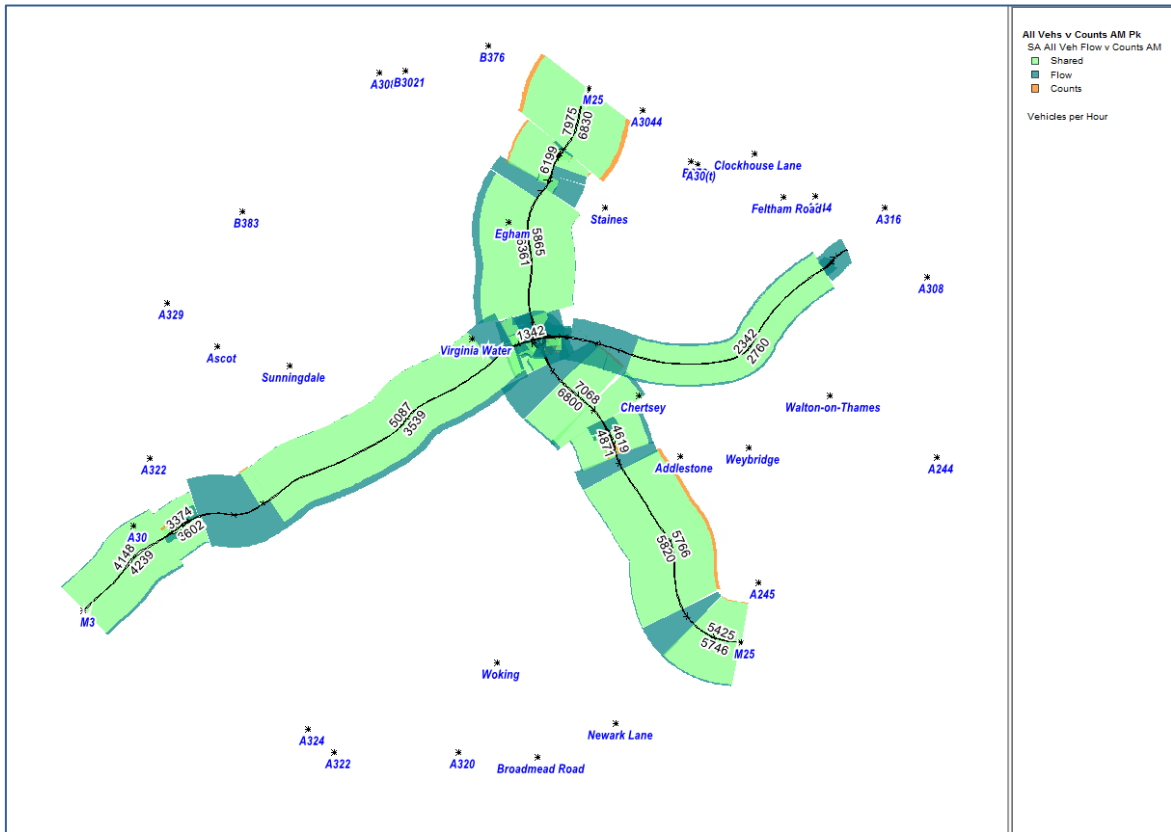 All Vehs v Counts AM Pk
SA All Veh Flow v Counts AM
Shared
Flow
Counts
Vehicles per Hour
B376
B3021
M25
A3044
7975
6830
6199
A30(t)
Clockhouse Lane
Feltham Road
A316
Staines
B383
Egham
5865
6361
A308
A329
Virginia Water
1342
2342
2760
Ascot
Sunningdale
7068
6800
Chertsey
Walton-on-Thames
5087
3539
4619
4871
Addlestone
Weybridge
A244
A322
A30
3374
3602
4148
4239
M3
5766
5820
A245
5425
5746
M25
Woking
Newark Lane
A324
A322
A320
Broadmead Road